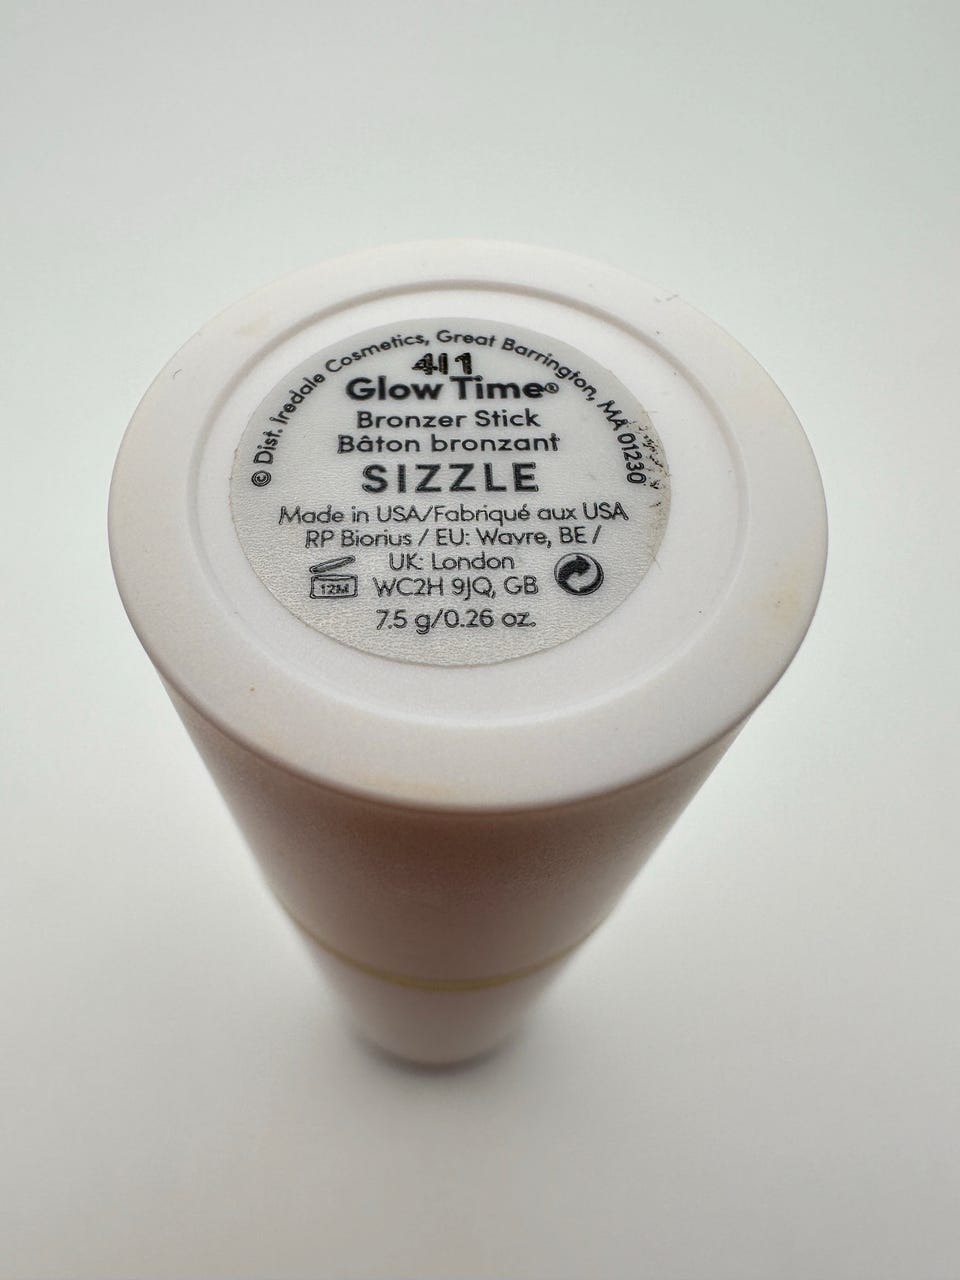 © Dist. Iredale Cosmetics, Great Barrington, MA 01230
411
Glow Time®
Bronzer Stick
Bâton bronzant
SIZZLE
Made in USA/Fabriqué aux USA
RP Biorius / EU: Wavre, BE /
UK: London
12M WC2H 9JQ, GB
7.5 g/0.26 oz.